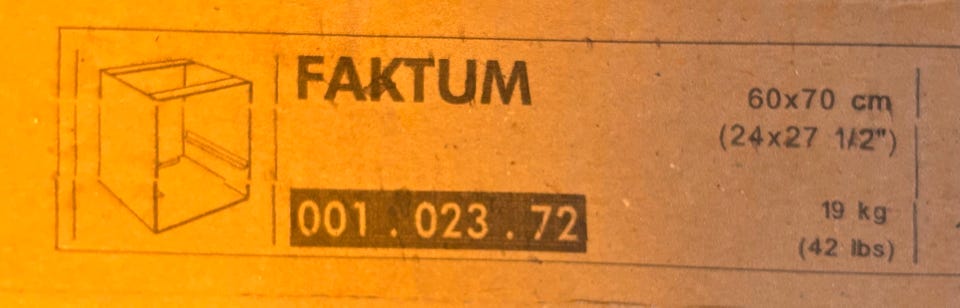 FAKTUM
60x70 cm
(24x27 1/2")
001.023.72
19 kg
(42 lbs)